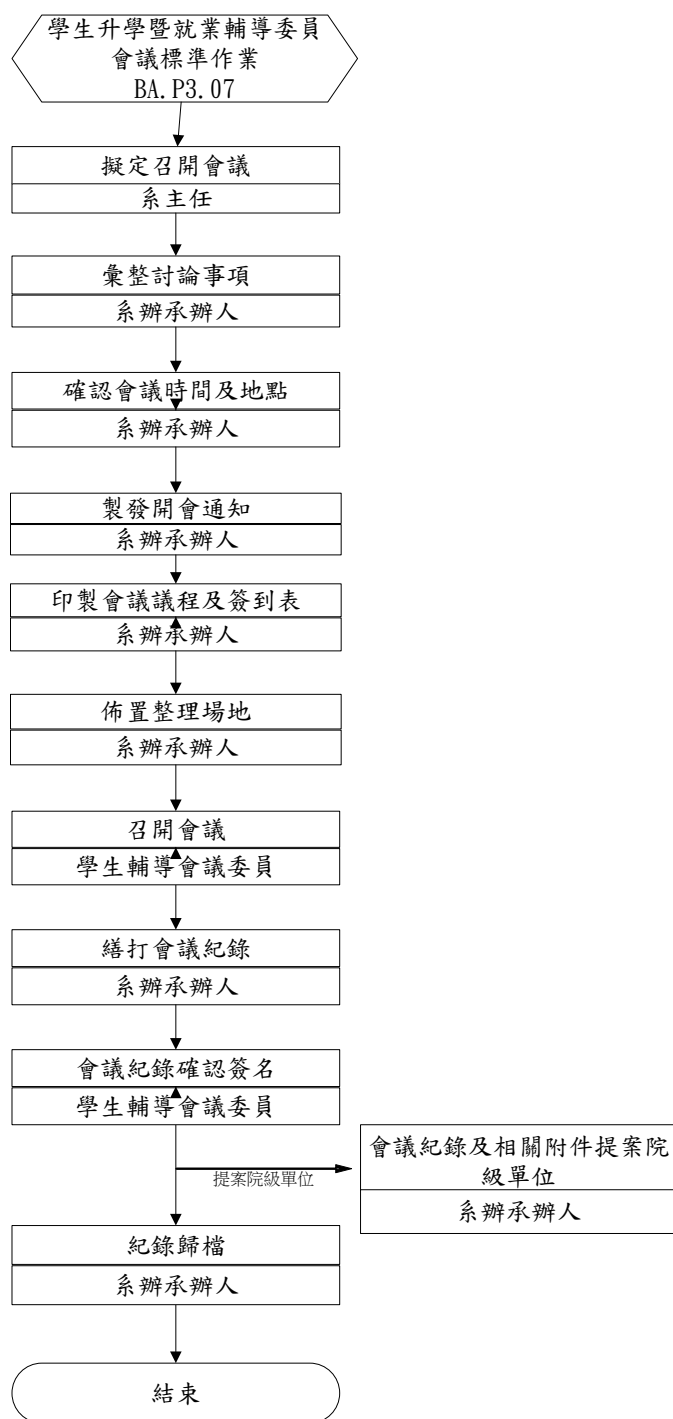 學生升學暨就業輔導委員
會議標準作業
BA.P3.07
擬定召開會議
系主任
彙整討論事項
系辦承辦人
確認會議時間及地點
系辦承辦人
製發開會通知
系辦承辦人
印製會議議程及簽到表
系辦承辦人
佈置整理場地
系辦承辦人
召開會議
學生輔導會議委員
繕打會議紀錄
系辦承辦人
會議紀錄確認簽名
學生輔導會議委員
提案院級單位
會議紀錄及相關附件提案院
級單位
系辦承辦人
紀錄歸檔
系辦承辦人
結束